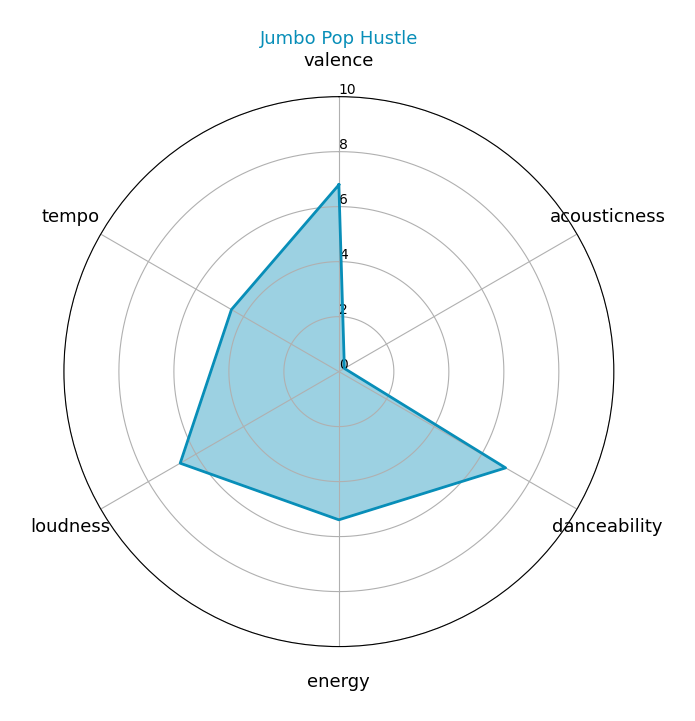 Jumbo Pop Hustle
valence
10
8
6
4
2
0
tempo
acousticness
loudness
danceability
energy